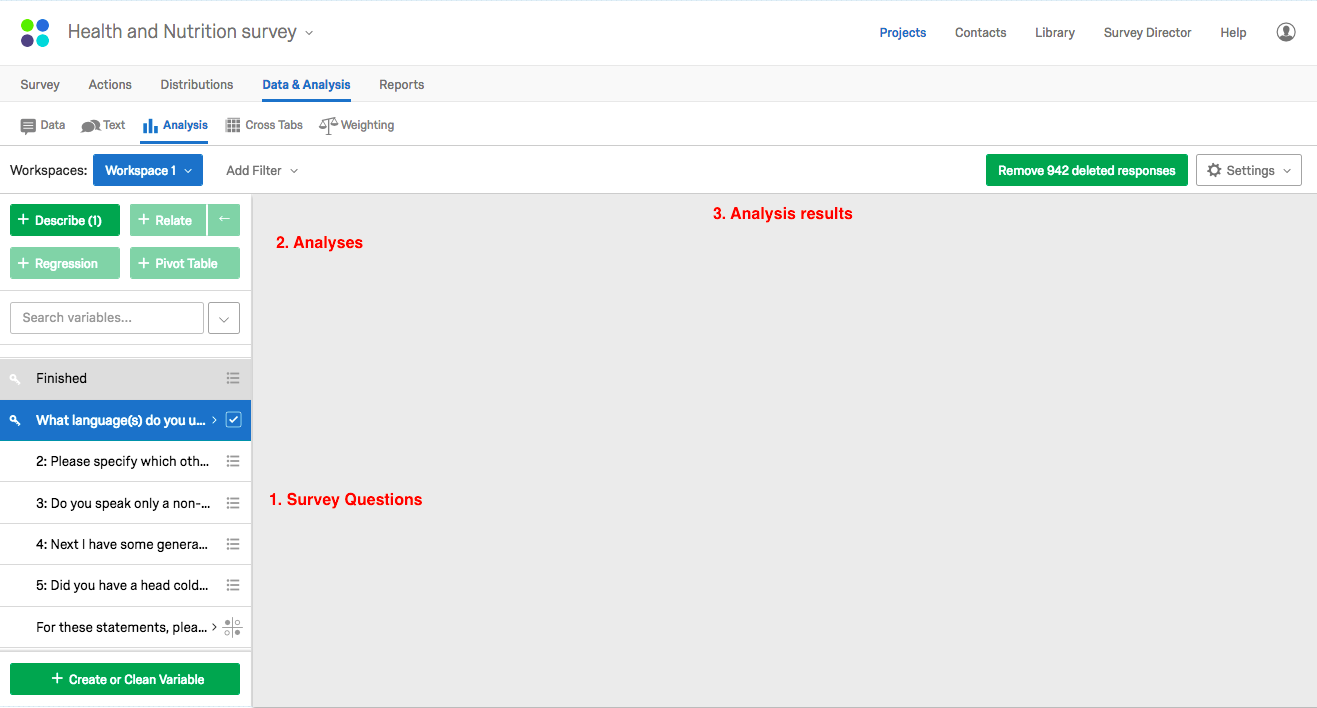 Health and Nutrition survey
Projects Contacts Library Survey Director Help
Survey Actions Distributions Data & Analysis Reports
Data Text Analysis Cross Tabs Weighting
Workspaces: Workspace 1 Add Filter Remove 942 deleted responses Settings
+ Describe (1) + Relate ←
3. Analysis results
2. Analyses
+ Regression + Pivot Table
Search variables...
Finished
What language(s) do you u...
2: Please specify which oth...
1. Survey Questions
3: Do you speak only a non-...
4: Next I have some genera...
5: Did you have a head cold...
For these statements, plea...
+ Create or Clean Variable